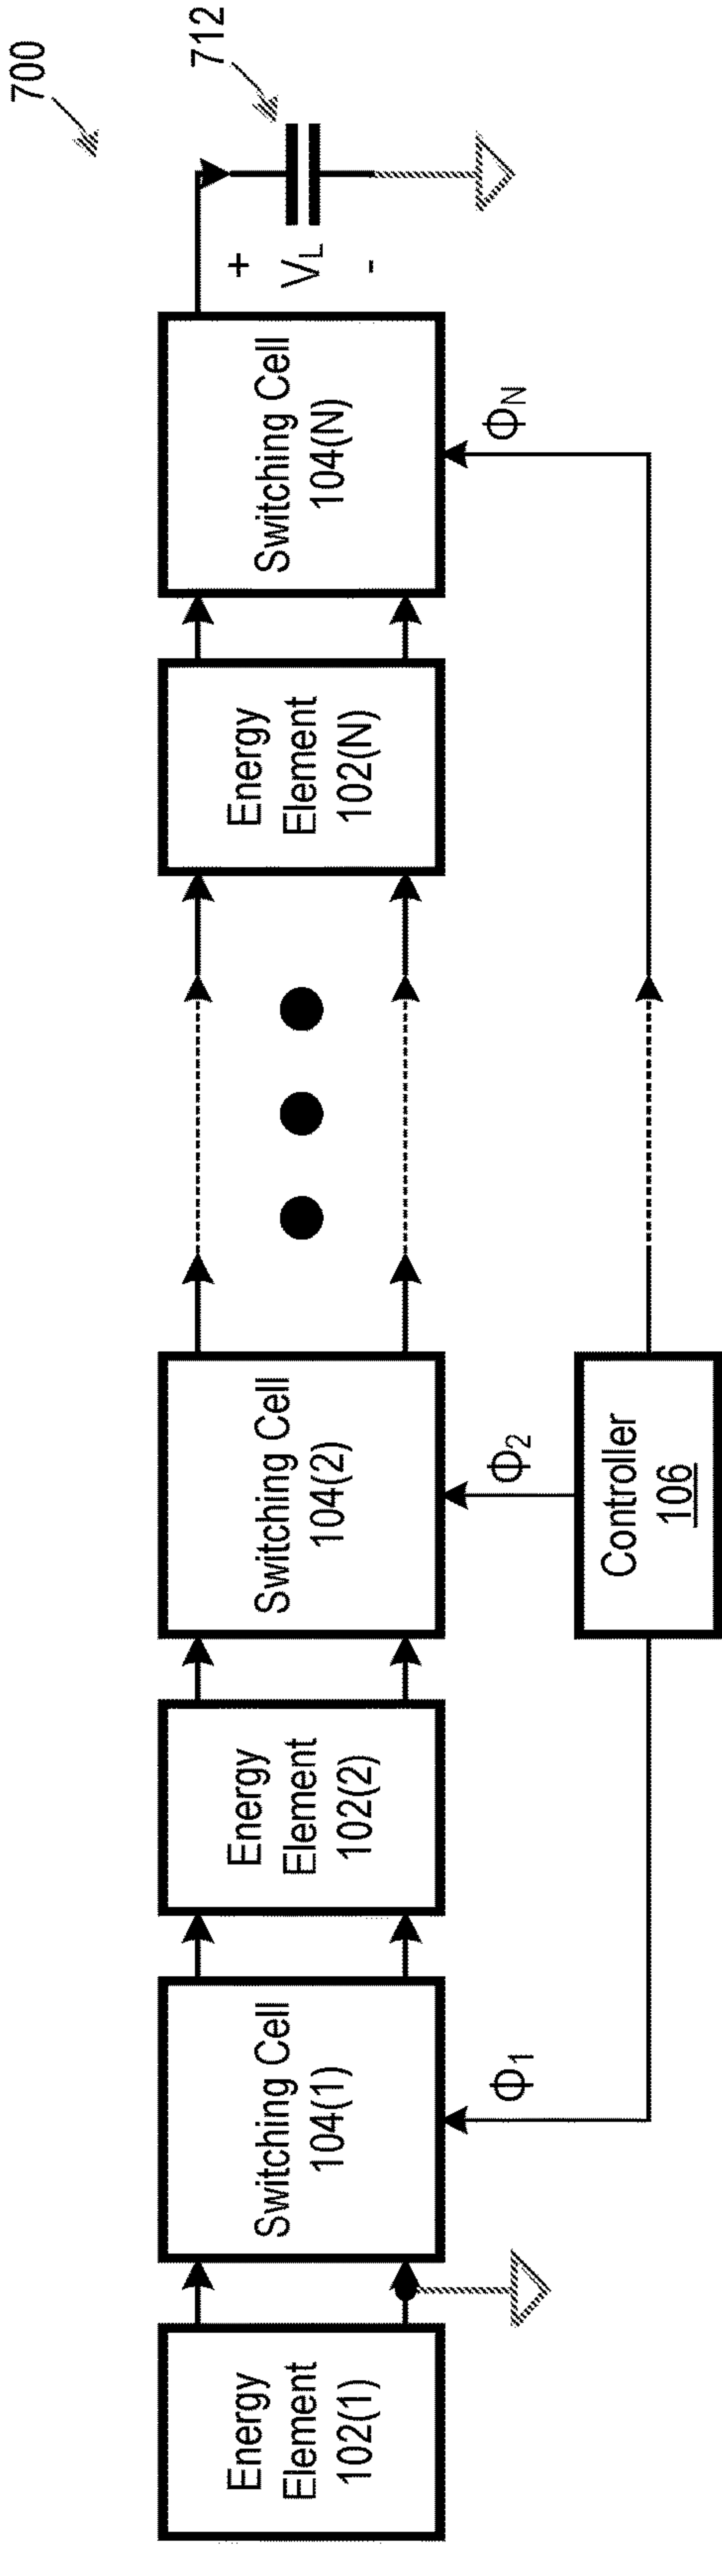 700
712
Energy
Element
102(1)
Switching Cell
104(1)
Energy
Element
102(2)
Switching Cell
104(2)
Energy
Element
102(N)
Switching Cell
104(N)
+
V_L
-
Φ1
Φ2
ΦN
Controller
106